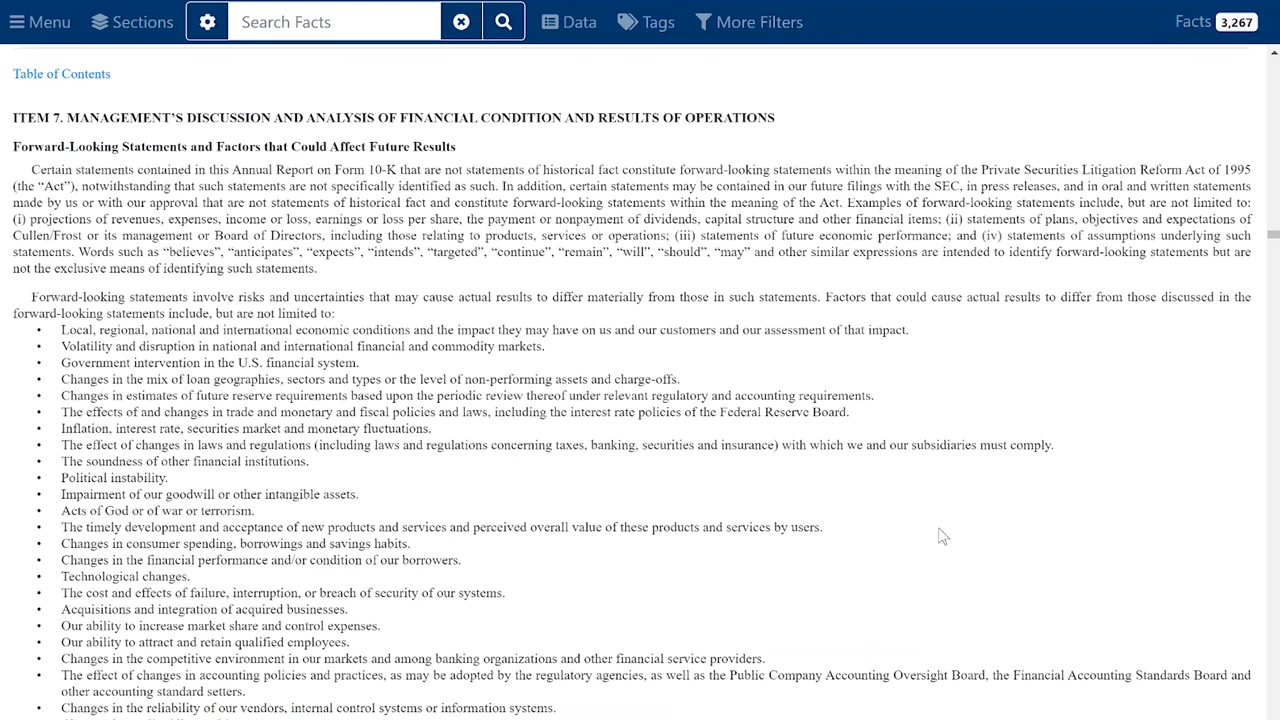 Menu Sections Search Facts Data Tags More Filters Facts 3,267
Table of Contents
ITEM 7. MANAGEMENT’S DISCUSSION AND ANALYSIS OF FINANCIAL CONDITION AND RESULTS OF OPERATIONS
Forward-Looking Statements and Factors that Could Affect Future Results
Certain statements contained in this Annual Report on Form 10-K that are not statements of historical fact constitute forward-looking statements within the meaning of the Private Securities Litigation Reform Act of 1995
(the “Act”), notwithstanding that such statements are not specifically identified as such. In addition, certain statements may be contained in our future filings with the SEC, in press releases, and in oral and written statements
made by us or with our approval that are not statements of historical fact and constitute forward-looking statements within the meaning of the Act. Examples of forward-looking statements include, but are not limited to:
(i) projections of revenues, expenses, income or loss, earnings or loss per share, the payment or nonpayment of dividends, capital structure and other financial items; (ii) statements of plans, objectives and expectations of
Cullen/Frost or its management or Board of Directors, including those relating to products, services or operations; (iii) statements of future economic performance; and (iv) statements of assumptions underlying such
statements. Words such as “believes”, “anticipates”, “expects”, “intends”, “targeted”, “continue”, “remain”, “will”, “should”, “may” and other similar expressions are intended to identify forward-looking statements but are
not the exclusive means of identifying such statements.
Forward-looking statements involve risks and uncertainties that may cause actual results to differ materially from those in such statements. Factors that could cause actual results to differ from those discussed in the
forward-looking statements include, but are not limited to:
• Local, regional, national and international economic conditions and the impact they may have on us and our customers and our assessment of that impact.
• Volatility and disruption in national and international financial and commodity markets.
• Government intervention in the U.S. financial system.
• Changes in the mix of loan geographies, sectors and types or the level of non-performing assets and charge-offs.
• Changes in estimates of future reserve requirements based upon the periodic review thereof under relevant regulatory and accounting requirements.
• The effects of and changes in trade and monetary and fiscal policies and laws, including the interest rate policies of the Federal Reserve Board.
• Inflation, interest rate, securities market and monetary fluctuations.
• The effect of changes in laws and regulations (including laws and regulations concerning taxes, banking, securities and insurance) with which we and our subsidiaries must comply.
• The soundness of other financial institutions.
• Political instability.
• Impairment of our goodwill or other intangible assets.
• Acts of God or of war or terrorism.
• The timely development and acceptance of new products and services and perceived overall value of these products and services by users.
• Changes in consumer spending, borrowings and savings habits.
• Changes in the financial performance and/or condition of our borrowers.
• Technological changes.
• The cost and effects of failure, interruption, or breach of security of our systems.
• Acquisitions and integration of acquired businesses.
• Our ability to increase market share and control expenses.
• Our ability to attract and retain qualified employees.
• Changes in the competitive environment in our markets and among banking organizations and other financial service providers.
• The effect of changes in accounting policies and practices, as may be adopted by the regulatory agencies, as well as the Public Company Accounting Oversight Board, the Financial Accounting Standards Board and
other accounting standard setters.
• Changes in the reliability of our vendors, internal control systems or information systems.